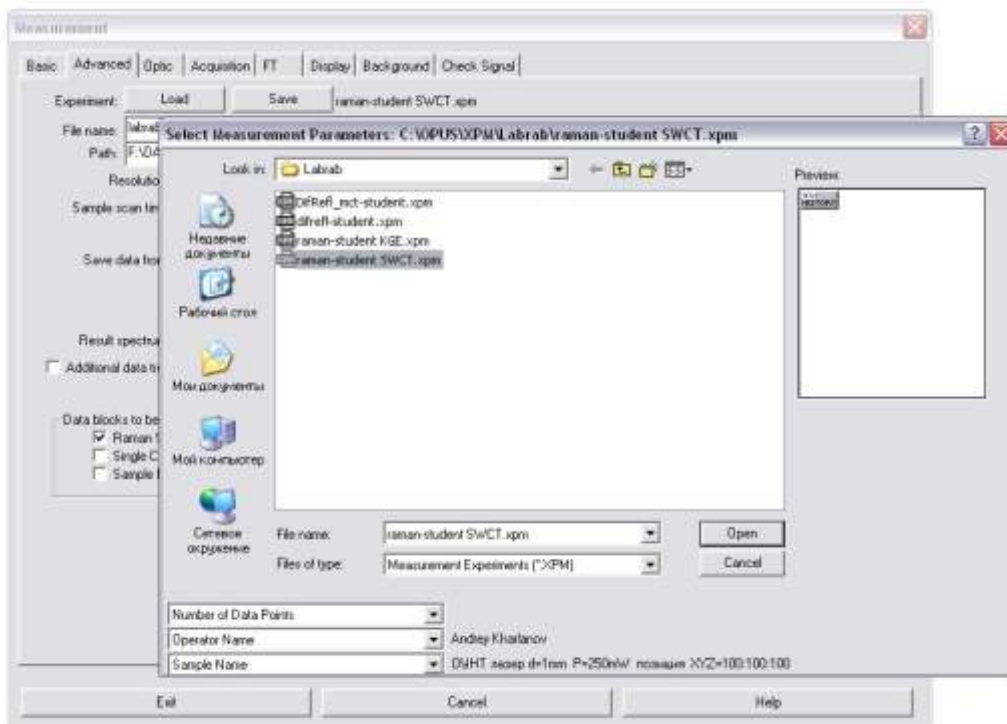 Measurement
Basic Advanced Optic Acquisition FT Display Background Check Signal
Experiment: Load Save raman-student SWCT.xpm
File name:
Path:
Select Measurement Parameters: C:\OPUS\XPM\Labrab\raman-student SWCT.xpm
Look in: Labrab
Preview
HISTORY
DifRefl_mct-student.xpm
difrefl-student.xpm
raman-student KGE.xpm
raman-student SWCT.xpm
Недавние документы
Рабочий стол
Мои документы
Мой компьютер
Сетевое окружение
Sample scan
Save data
Result
Additional data
Data blocks to be
Raman
Single
Sample
File name: raman-student SWCT.xpm Open
Files of type: Measurement Experiments (*.XPM) Cancel
Number of Data Points
Operator Name Andrey Kharlanov
Sample Name ОУНТ лазер d=1mm P=250mW позиция XYZ=100:100:100
Exit Cancel Help